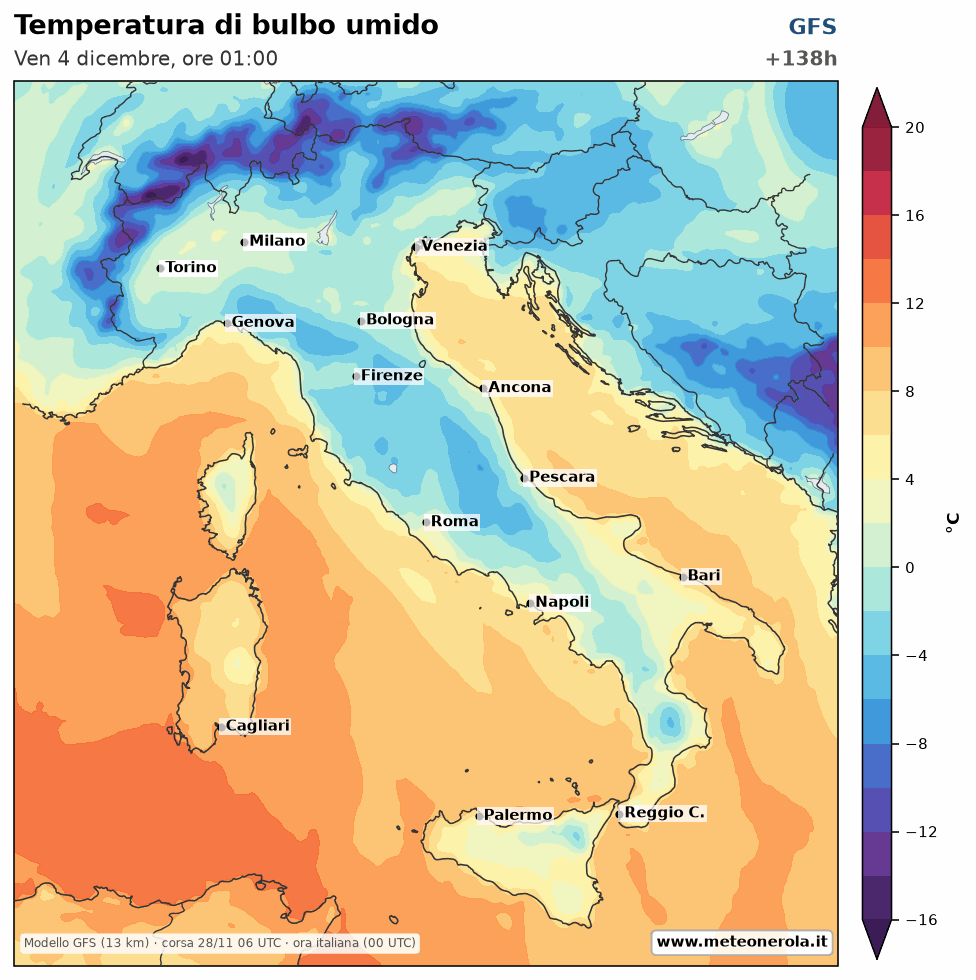 Temperatura di bulbo umido
GFS
Ven 4 dicembre, ore 01:00
+138h
Milano
Venezia
Torino
Genova
Bologna
Firenze
Ancona
Pescara
Roma
Bari
Napoli
Cagliari
Palermo
Reggio C.
20
16
12
8
4
0
−4
−8
−12
−16
°C
Modello GFS (13 km) · corsa 28/11 06 UTC · ora italiana (00 UTC)
www.meteonerola.it